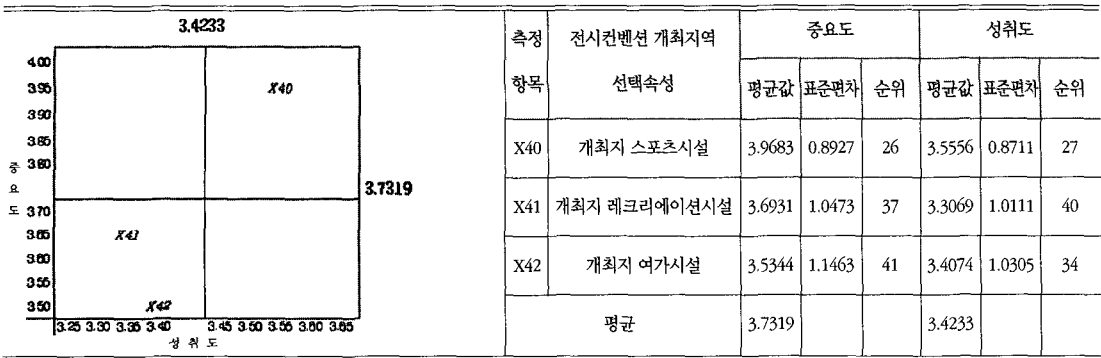 3.4233
4.00
3.95
3.90
3.85
3.80
3.7319
3.70
3.65
3.60
3.55
3.50
중요도
X40
X41
X42
3.25 3.30 3.35 3.40 3.45 3.50 3.55 3.60 3.65
성취도
측정 항목 전시컨벤션 개최지역 선택속성 중요도 성취도
평균값 표준편차 순위 평균값 표준편차 순위
X40 개최지 스포츠시설 3.9683 0.8927 26 3.5556 0.8711 27
X41 개최지 레크리에이션시설 3.6931 1.0473 37 3.3069 1.0111 40
X42 개최지 여가시설 3.5344 1.1463 41 3.4074 1.0305 34
평균 3.7319 3.4233